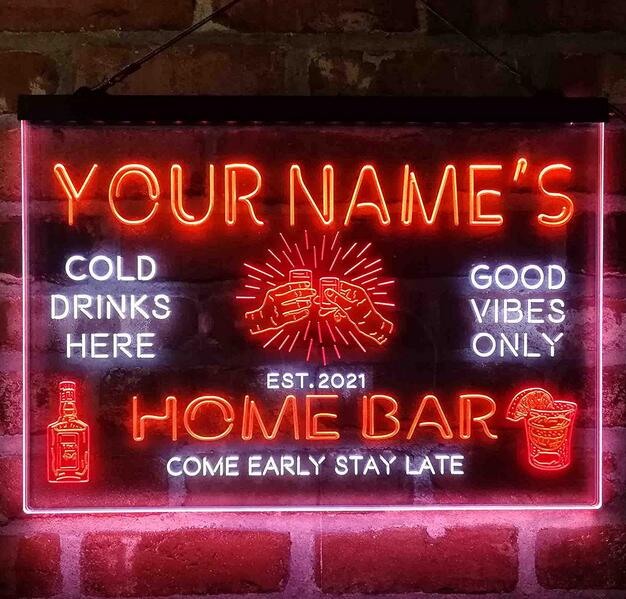 YOUR NAME'S
COLD
DRINKS
HERE
GOOD
VIBES
ONLY
EST.2021
HOME BAR
COME EARLY STAY LATE